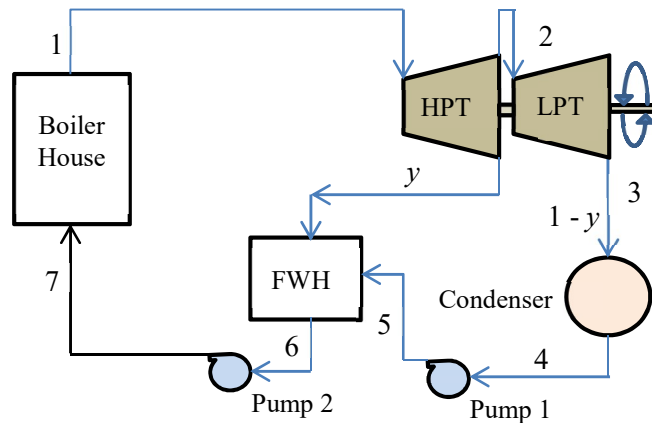 1
2
HPT
LPT
Boiler
House
y
3
1 - y
7
FWH
5
Condenser
6
4
Pump 2
Pump 1